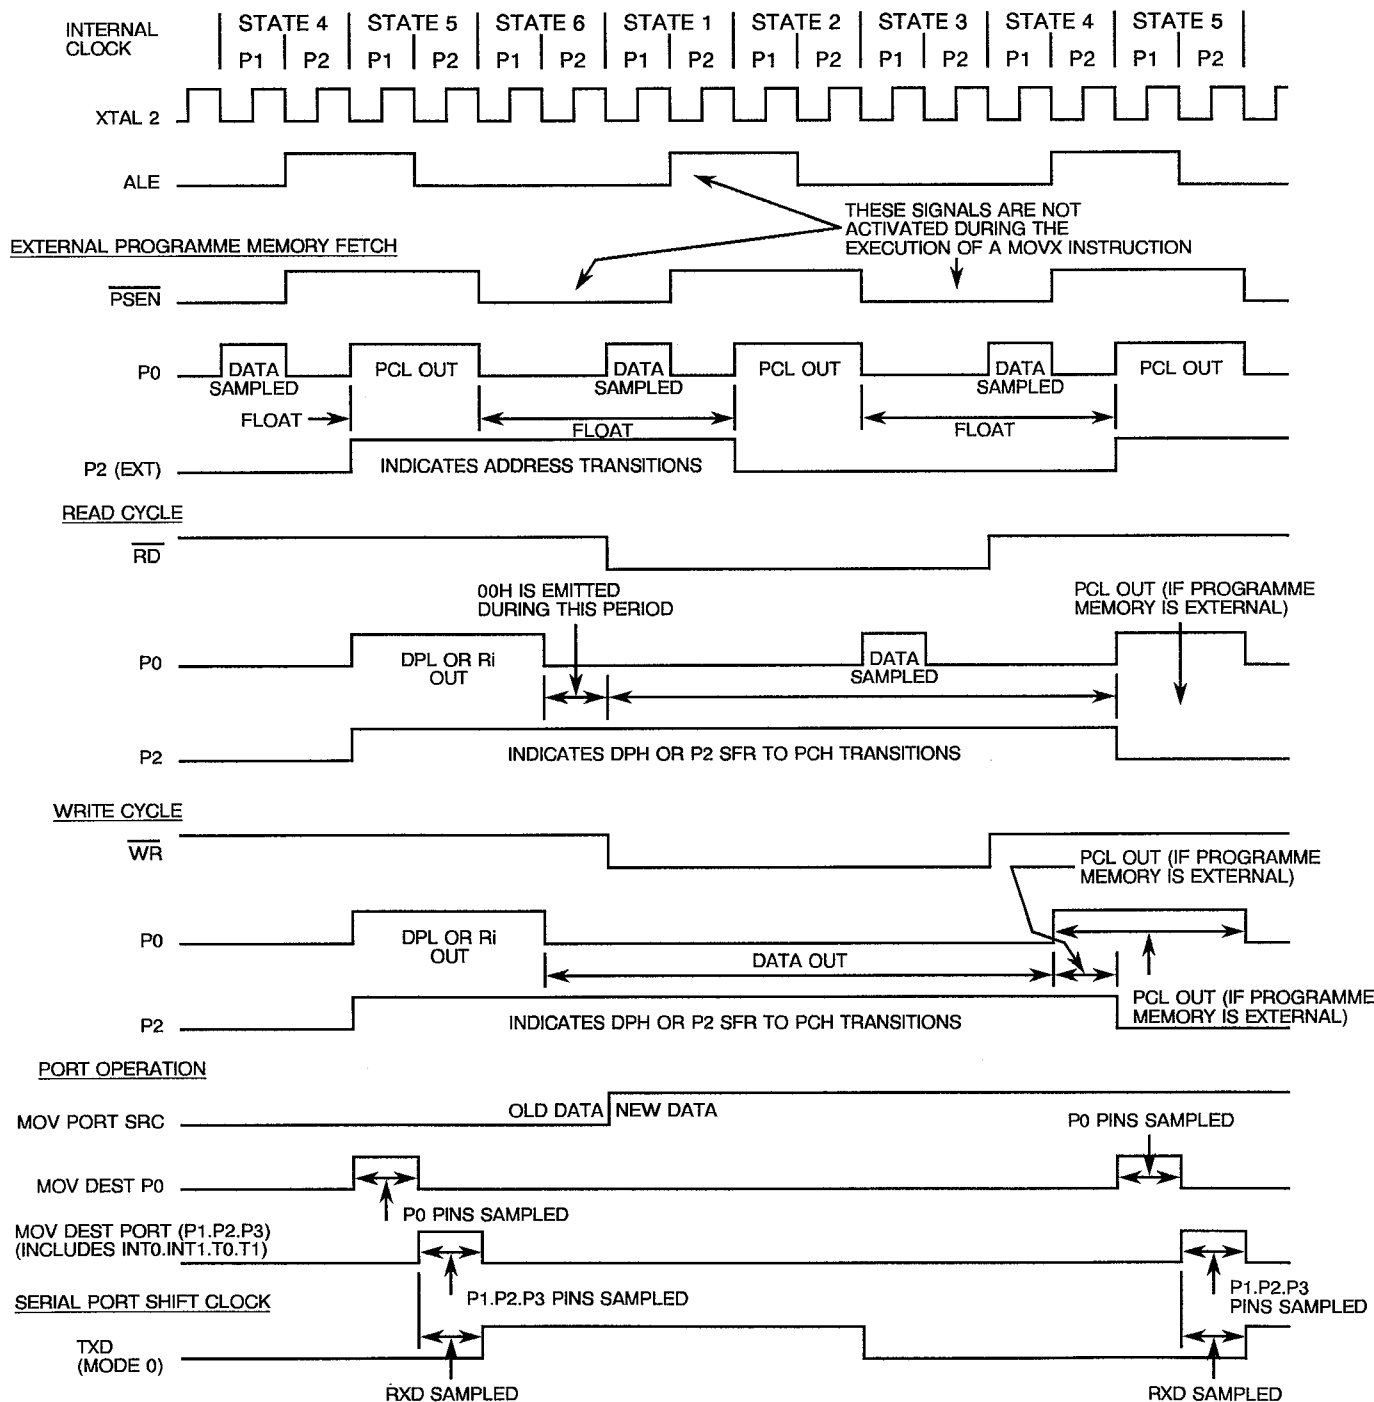 INTERNAL
CLOCK
STATE 4 STATE 5 STATE 6 STATE 1 STATE 2 STATE 3 STATE 4 STATE 5
P1 P2 P1 P2 P1 P2 P1 P2 P1 P2 P1 P2 P1 P2 P1 P2
XTAL 2
ALE
THESE SIGNALS ARE NOT
ACTIVATED DURING THE
EXECUTION OF A MOVX INSTRUCTION
EXTERNAL PROGRAMME MEMORY FETCH
PSEN
P0
DATA
SAMPLED
PCL OUT
DATA
SAMPLED
PCL OUT
DATA
SAMPLED
PCL OUT
FLOAT
FLOAT
FLOAT
P2 (EXT)
INDICATES ADDRESS TRANSITIONS
READ CYCLE
RD
00H IS EMITTED
DURING THIS PERIOD
PCL OUT (IF PROGRAMME
MEMORY IS EXTERNAL)
P0
DPL OR Ri
OUT
DATA
SAMPLED
P2
INDICATES DPH OR P2 SFR TO PCH TRANSITIONS
WRITE CYCLE
WR
PCL OUT (IF PROGRAMME
MEMORY IS EXTERNAL)
P0
DPL OR Ri
OUT
DATA OUT
PCL OUT (IF PROGRAMME
MEMORY IS EXTERNAL)
P2
INDICATES DPH OR P2 SFR TO PCH TRANSITIONS
PORT OPERATION
MOV PORT SRC
OLD DATA NEW DATA
P0 PINS SAMPLED
MOV DEST P0
P0 PINS SAMPLED
MOV DEST PORT (P1.P2.P3)
(INCLUDES INT0.INT1.T0.T1)
P1.P2.P3 PINS SAMPLED
P1.P2.P3
PINS SAMPLED
SERIAL PORT SHIFT CLOCK
TXD
(MODE 0)
RXD SAMPLED
RXD SAMPLED